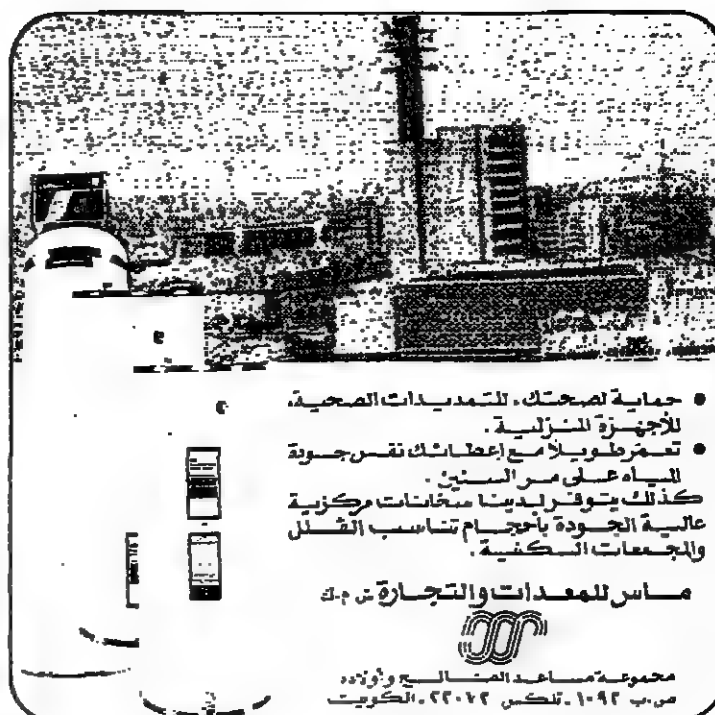 • حماية لصحتك، للتمديدات الصحية،
للأجهزة المنزلية.
• تعمر طويلاً مع إعطائك نفس جودة
المياه على مر السنين.
كذلك يتوفر لدينا سخانات مركزية
عالية الجودة بأحجام تناسب الفلل
والمجمعات السكنية.
ماس للمعدات والتجارة ش.م.ك
مجموعة مساعد الصالح وأولاده
ص.ب ١٠٩٢ - تلكس ٢٢٠٧٢ - الكويت